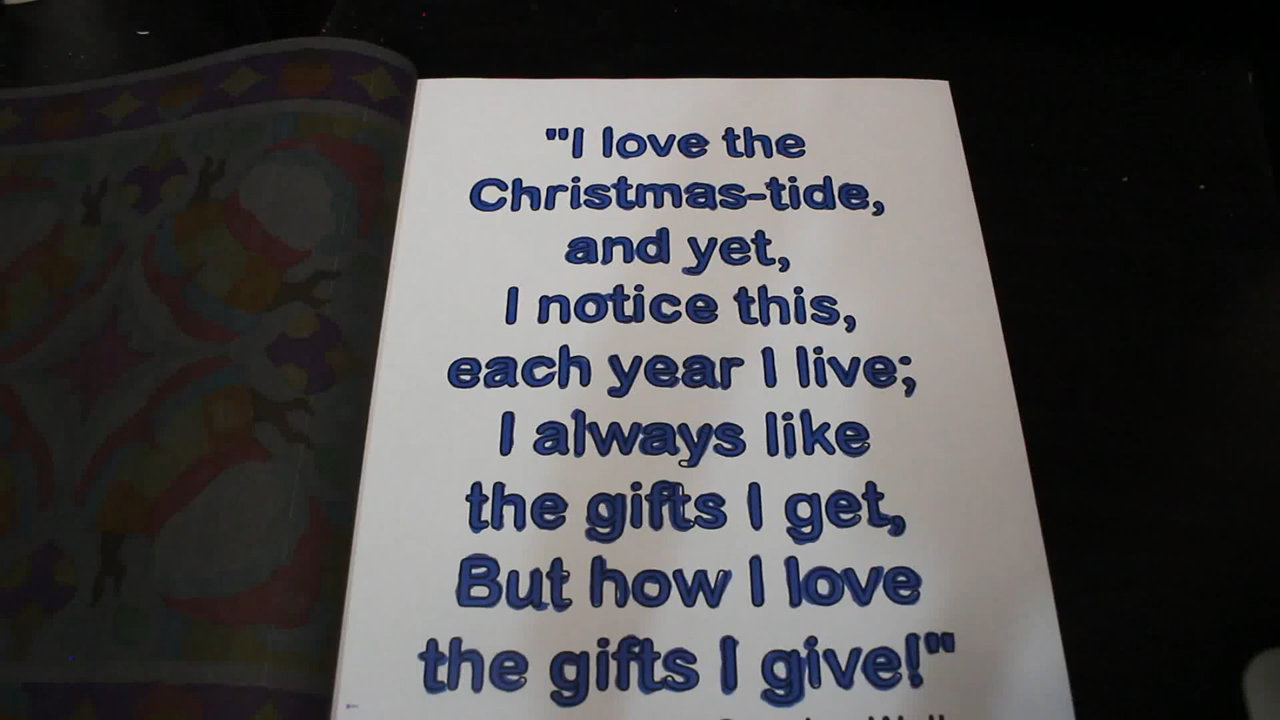 "I love the
Christmas-tide,
and yet,
I notice this,
each year I live;
I always like
the gifts I get,
But how I love
the gifts I give!"